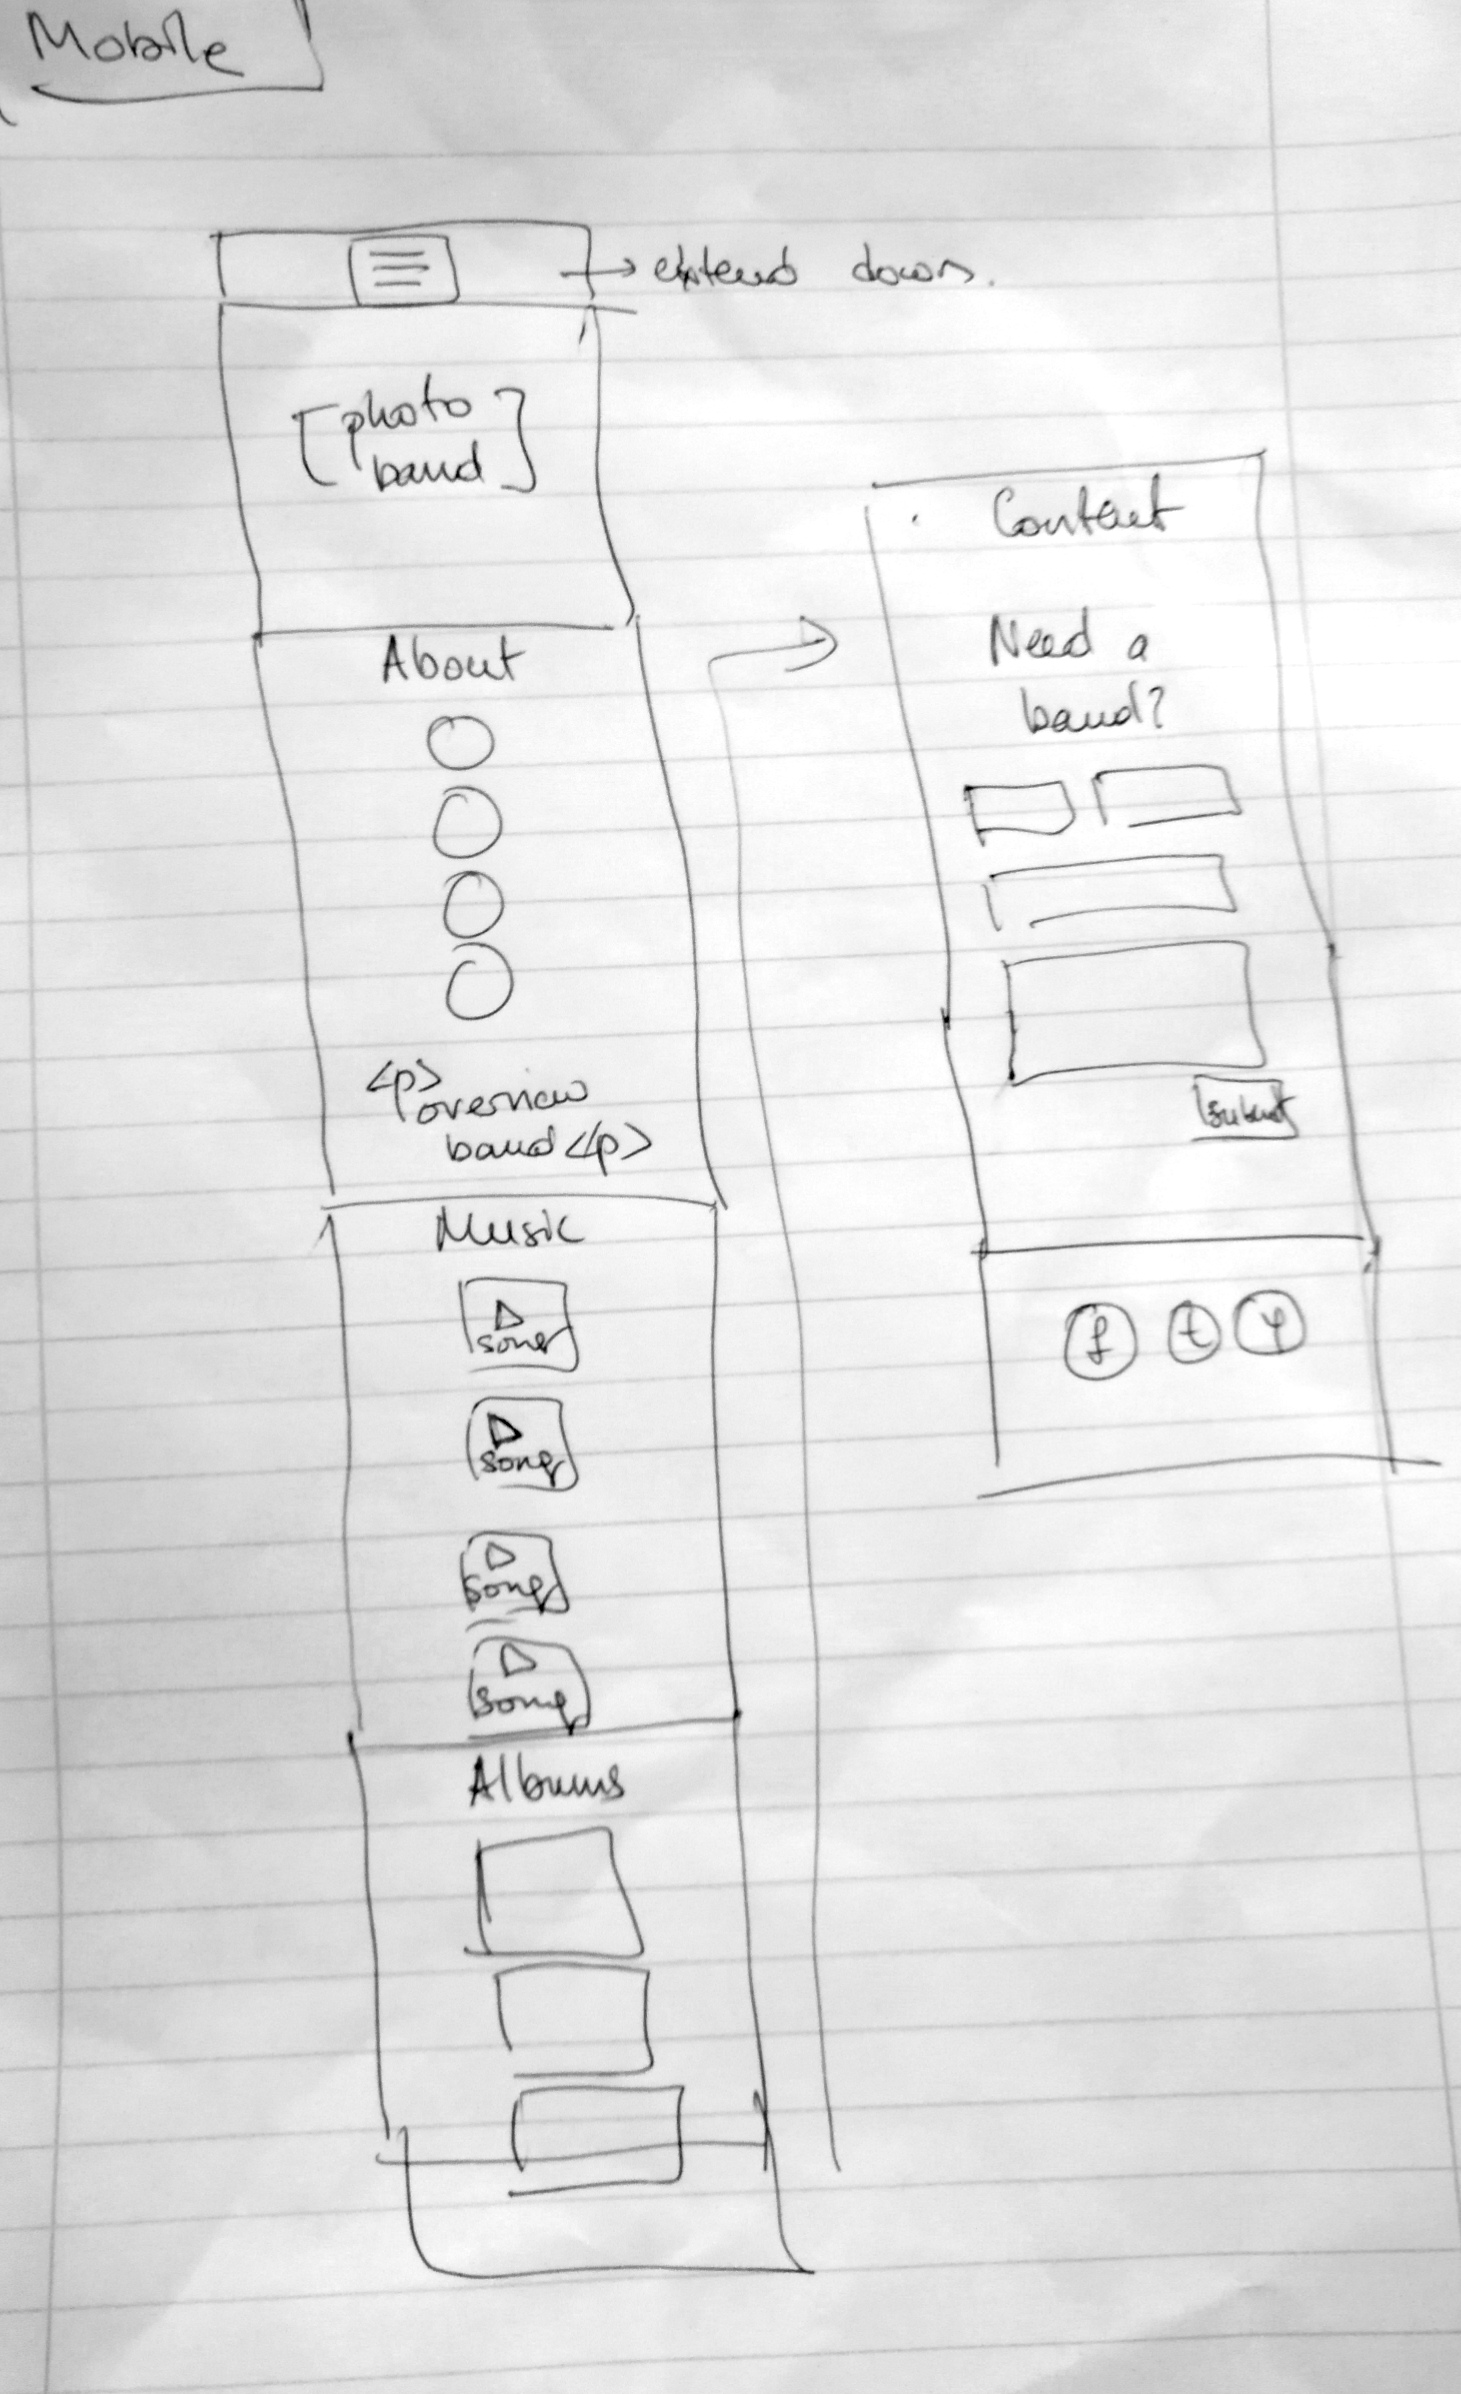 Mobile
extend down.
[photo
band]
About
<p>
overview
band <p>
Music
song
song
song
song
Albums
Contact
Need a
band?
Submit
f t y